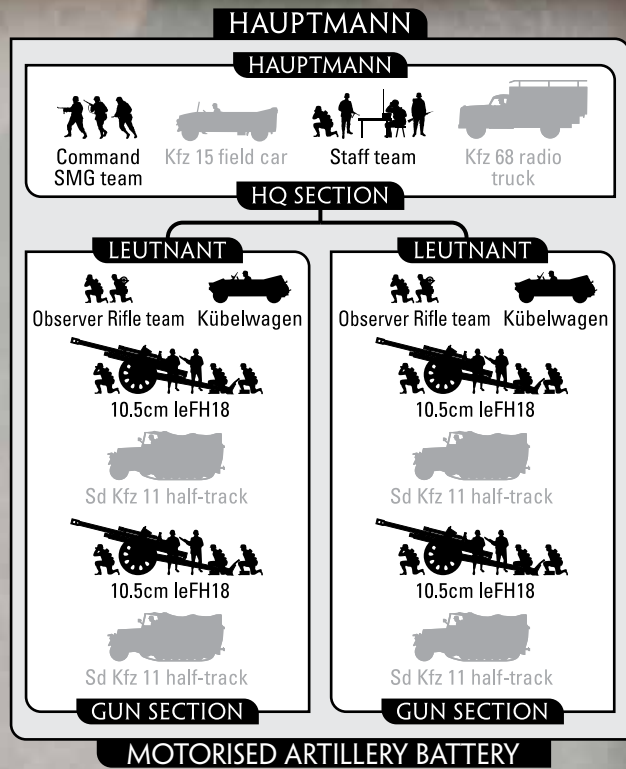 HAUPTMANN
HAUPTMANN
Command
SMG team
Kfz 15 field car
Staff team
Kfz 68 radio
truck
HQ SECTION
LEUTNANT
Observer Rifle team
Kübelwagen
10.5cm leFH18
Sd Kfz 11 half-track
10.5cm leFH18
Sd Kfz 11 half-track
GUN SECTION
LEUTNANT
Observer Rifle team
Kübelwagen
10.5cm leFH18
Sd Kfz 11 half-track
10.5cm leFH18
Sd Kfz 11 half-track
GUN SECTION
MOTORISED ARTILLERY BATTERY